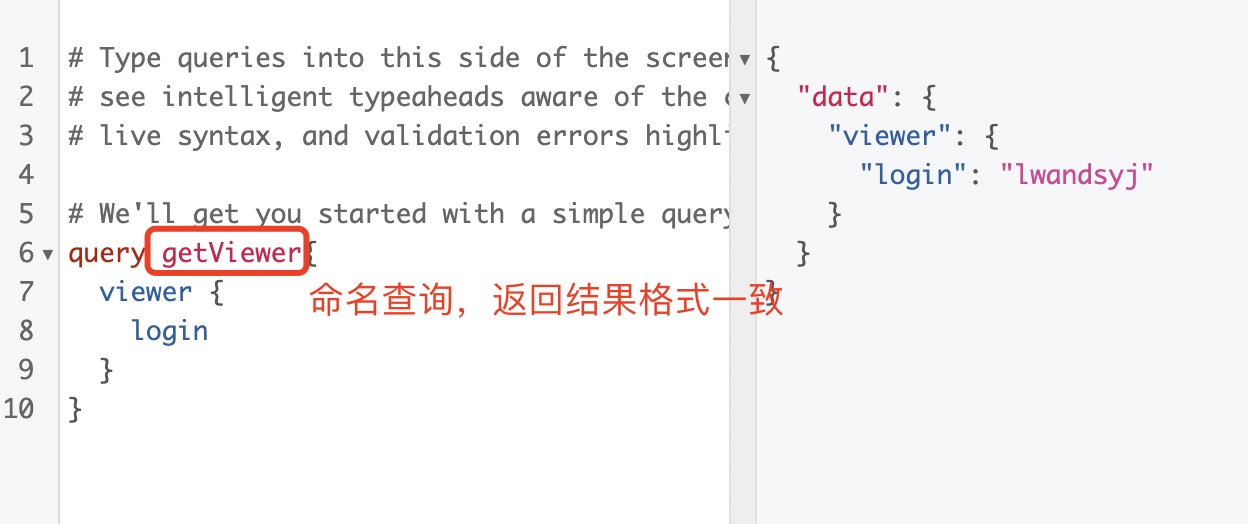 1 # Type queries into this side of the screen
2 # see intelligent typeaheads aware of the
3 # live syntax, and validation errors
4
5 # We'll get you started with a simple query
6 query getViewer{
7 viewer {
8 login
9 }
10 }
命名查询，返回结果格式一致
{
"data": {
"viewer": {
"login": "lwandsyj"
}
}
}